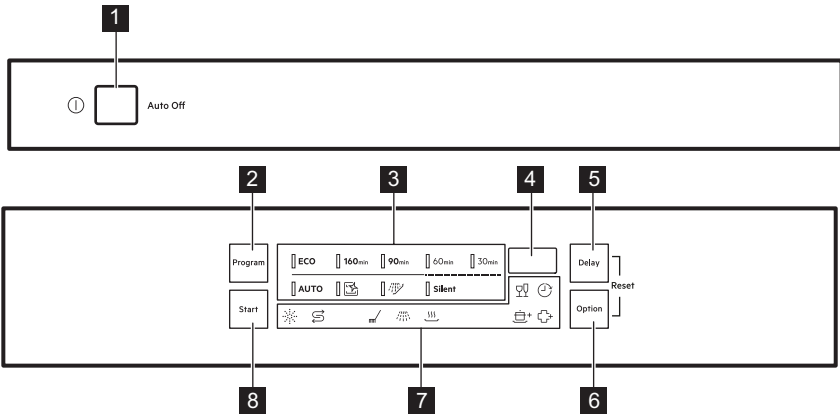 1
Auto Off
2 3 4 5
Program ECO 160min 90min 60min 30min Delay
Reset
AUTO Silent
Start Option
8 7 6